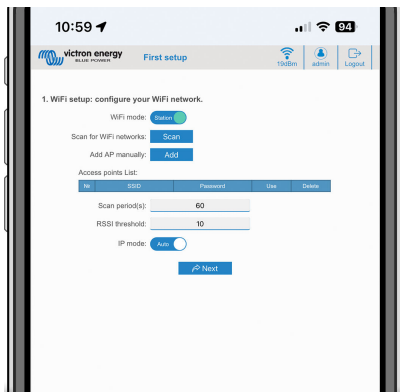 10:59
94
victron energy
BLUE POWER
First setup
19dBm
admin
Logout
1. WiFi setup: configure your WiFi network.
WiFi mode: Station
Scan for WiFi networks: Scan
Add AP manually: Add
Access points List:
Nr SSID Password Use Delete
Scan period(s): 60
RSSI threshold: 10
IP mode: Auto
Next